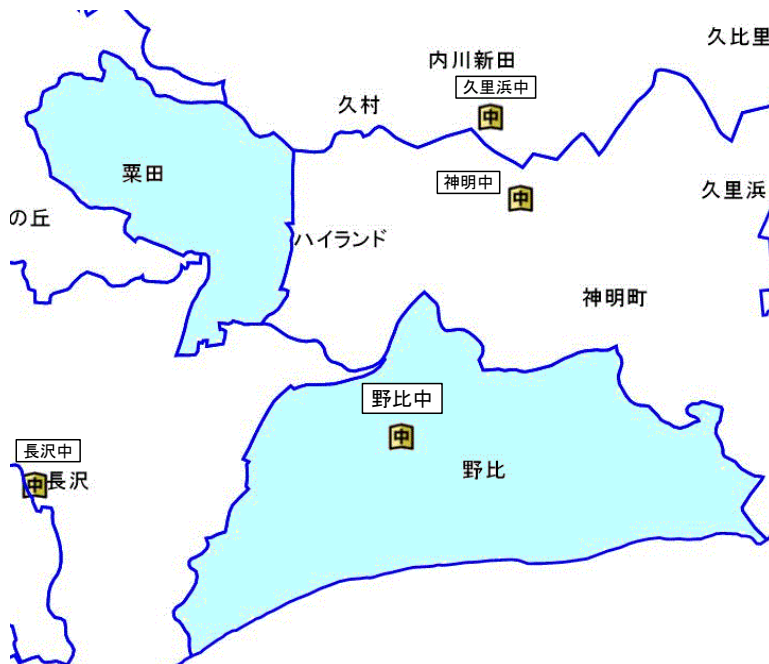 久比里
内川新田
久里浜中
中
久村
粟田
神明中
中
久里浜
の丘
ハイランド
神明町
野比中
中
長沢中
中
長沢
野比